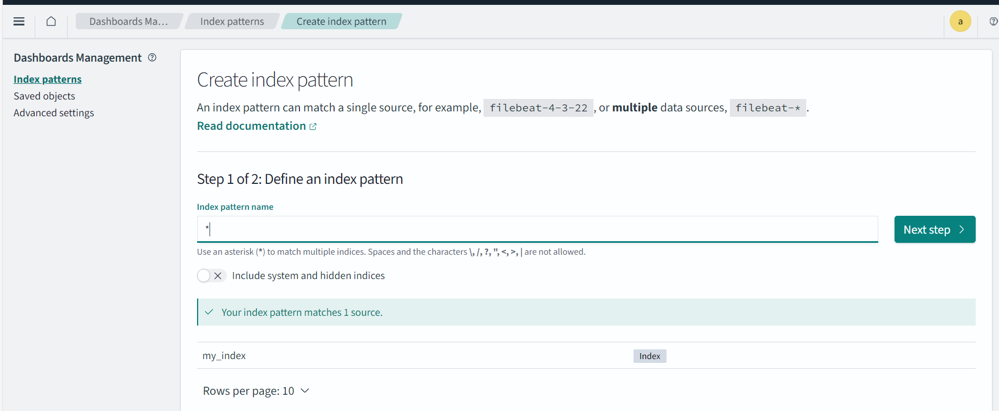 Dashboards Ma... Index patterns Create index pattern a
Dashboards Management
Index patterns
Saved objects
Advanced settings
Create index pattern
An index pattern can match a single source, for example, filebeat-4-3-22 , or multiple data sources, filebeat-* .
Read documentation
Step 1 of 2: Define an index pattern
Index pattern name
*
Next step
Use an asterisk (*) to match multiple indices. Spaces and the characters \, /, ?, ", <, >, | are not allowed.
Include system and hidden indices
Your index pattern matches 1 source.
my_index Index
Rows per page: 10